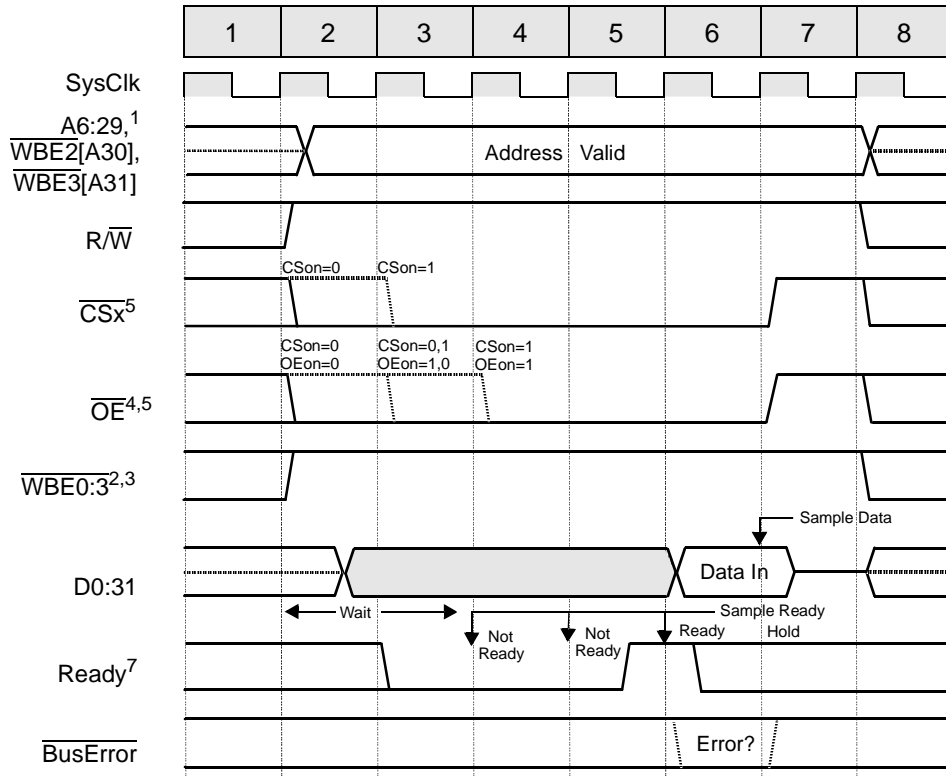 1 2 3 4 5 6 7 8
SysClk
A6:29,1
WBE2[A30],
WBE3[A31]
Address Valid
R/W
CSon=0 CSon=1
CSx5
CSon=0 CSon=0,1 CSon=1
OEon=0 OEon=1,0 OEon=1
OE4,5
WBE0:32,3
Sample Data
D0:31
Data In
Wait
Sample Ready
Not Ready
Not Ready
Ready
Hold
Ready7
BusError
Error?